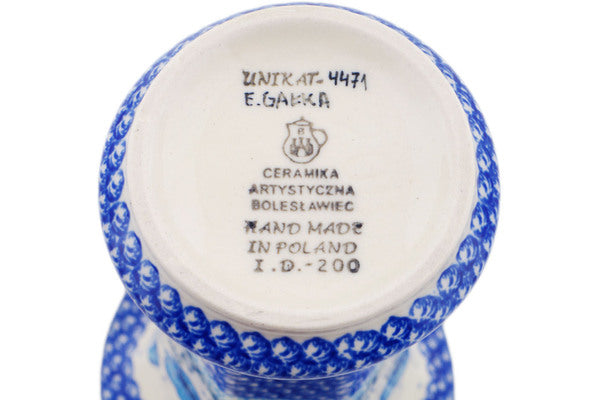 UNIKAT-4471
E.GAŁKA
CERAMIKA
ARTYSTYCZNA
BOLESŁAWIEC
HAND MADE
IN POLAND
I.D.-200